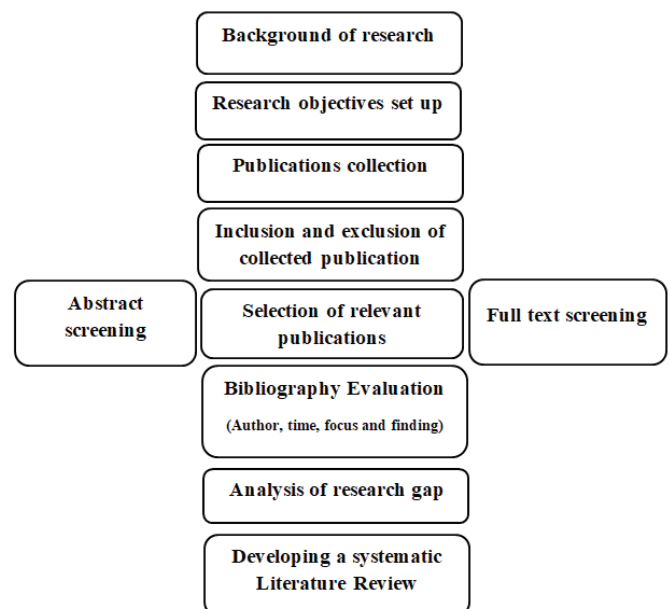 Background of research
Research objectives set up
Publications collection
Inclusion and exclusion of
collected publication
Abstract
screening
Selection of relevant
publications
Full text screening
Bibliography Evaluation
(Author, time, focus and finding)
Analysis of research gap
Developing a systematic
Literature Review